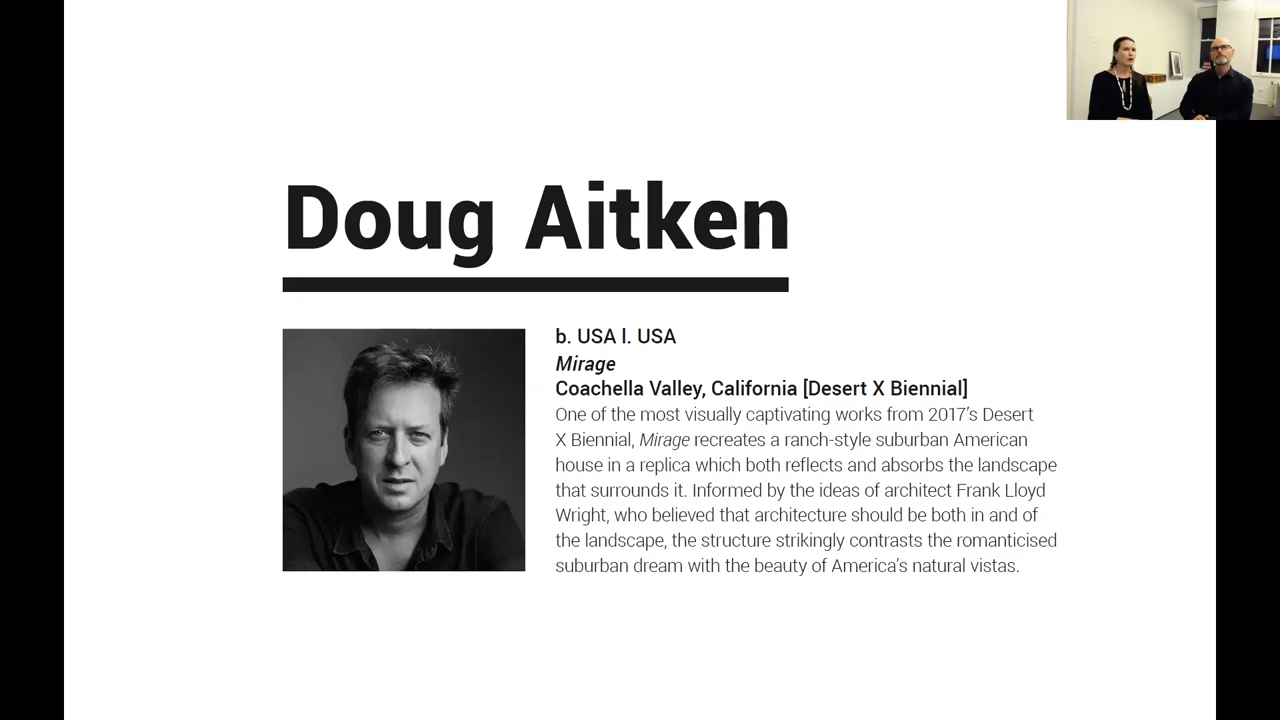 Doug Aitken
b. USA l. USA
Mirage
Coachella Valley, California [Desert X Biennial]
One of the most visually captivating works from 2017's Desert
X Biennial, Mirage recreates a ranch-style suburban American
house in a replica which both reflects and absorbs the landscape
that surrounds it. Informed by the ideas of architect Frank Lloyd
Wright, who believed that architecture should be both in and of
the landscape, the structure strikingly contrasts the romanticised
suburban dream with the beauty of America's natural vistas.